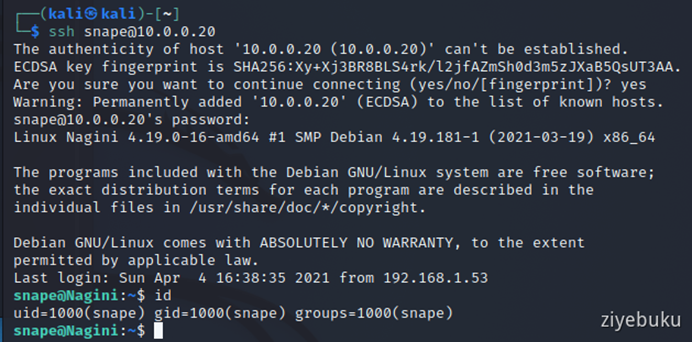 ┌──(kali㉿kali)-[~]
└─$ ssh snape@10.0.0.20
The authenticity of host '10.0.0.20 (10.0.0.20)' can't be established.
ECDSA key fingerprint is SHA256:Xy+Xj3BR8BLS4rk/l2jfAZmSh0d3m5zJXaB5QsUT3AA.
Are you sure you want to continue connecting (yes/no/[fingerprint])? yes
Warning: Permanently added '10.0.0.20' (ECDSA) to the list of known hosts.
snape@10.0.0.20's password:
Linux Nagini 4.19.0-16-amd64 #1 SMP Debian 4.19.181-1 (2021-03-19) x86_64
The programs included with the Debian GNU/Linux system are free software;
the exact distribution terms for each program are described in the
individual files in /usr/share/doc/*/copyright.
Debian GNU/Linux comes with ABSOLUTELY NO WARRANTY, to the extent
permitted by applicable law.
Last login: Sun Apr  4 16:38:35 2021 from 192.168.1.53
snape@Nagini:~$ id
uid=1000(snape) gid=1000(snape) groups=1000(snape)
snape@Nagini:~$
ziyebuku